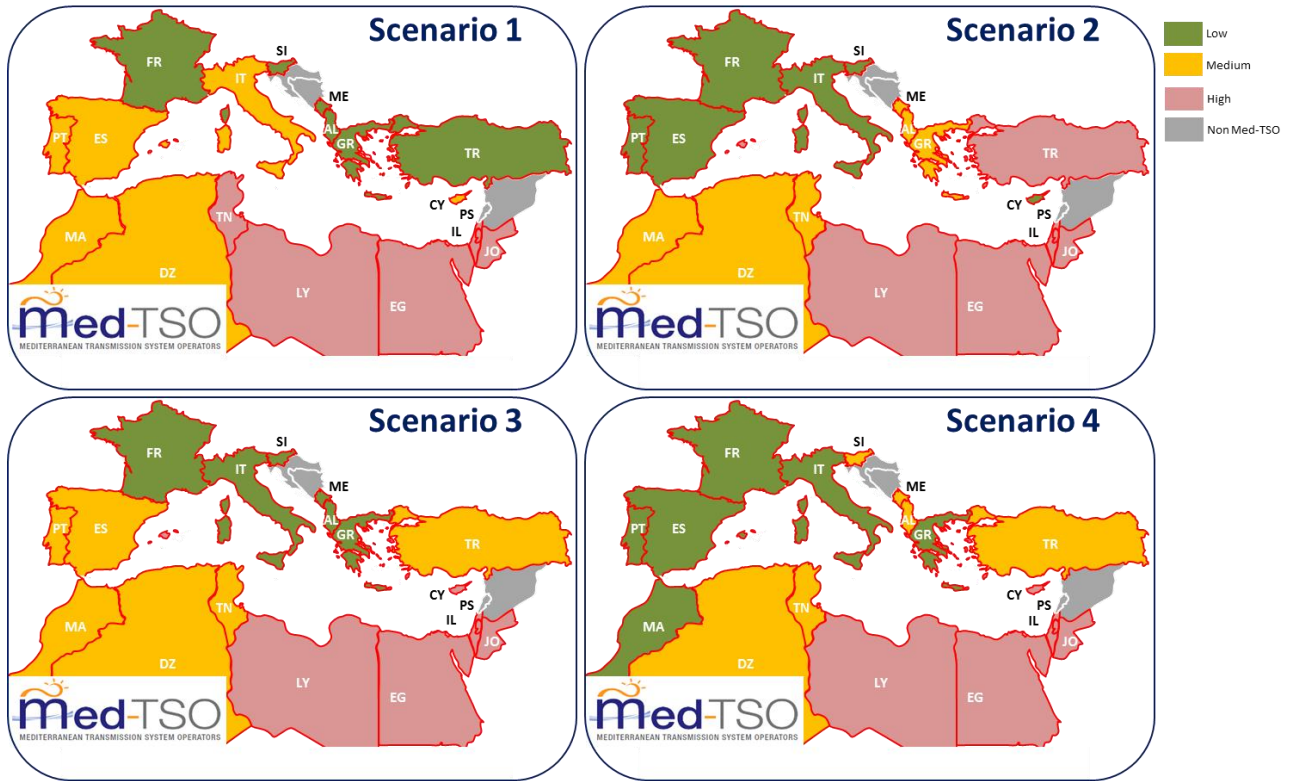 Scenario 1
FR
SI
IT
ME
PT
ES
AL
GR
TR
CY
PS
IL
JO
MA
TN
DZ
LY
EG
med-TSO
MEDITERRANEAN TRANSMISSION SYSTEM OPERATORS
Scenario 2
FR
SI
IT
ME
PT
ES
AL
GR
TR
CY
PS
IL
JO
MA
TN
DZ
LY
EG
med-TSO
MEDITERRANEAN TRANSMISSION SYSTEM OPERATORS
Low
Medium
High
Non Med-TSO
Scenario 3
FR
SI
IT
ME
PT
ES
AL
GR
TR
CY
PS
IL
JO
MA
TN
DZ
LY
EG
med-TSO
MEDITERRANEAN TRANSMISSION SYSTEM OPERATORS
Scenario 4
FR
SI
IT
ME
PT
ES
AL
GR
TR
CY
PS
IL
JO
MA
TN
DZ
LY
EG
med-TSO
MEDITERRANEAN TRANSMISSION SYSTEM OPERATORS